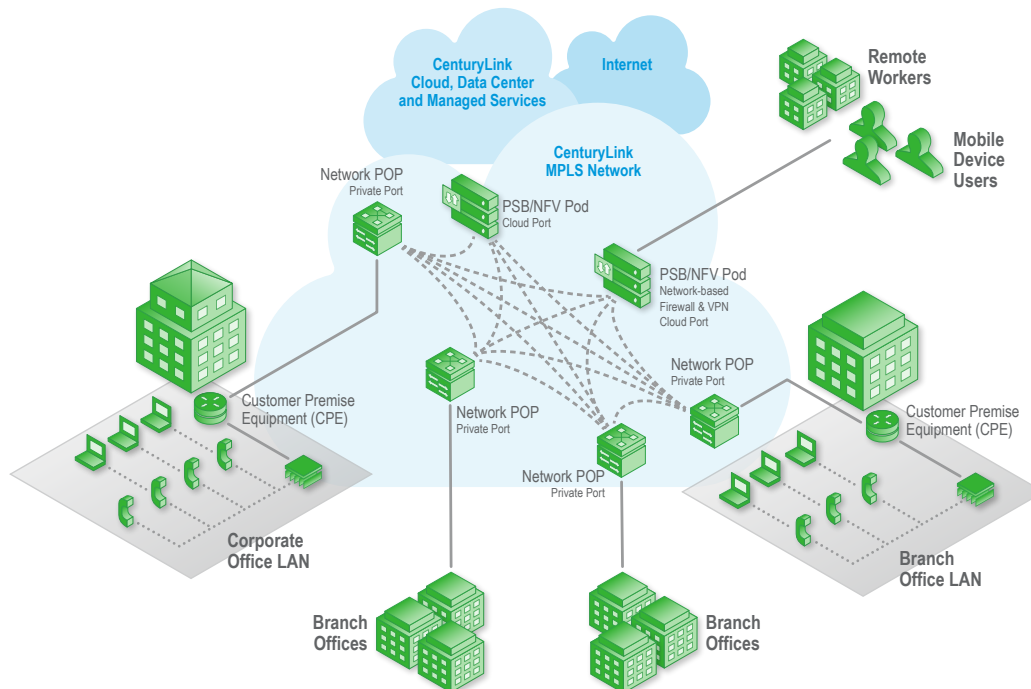 CenturyLink
Cloud, Data Center
and Managed Services
Internet
Remote
Workers
Mobile
Device
Users
CenturyLink
MPLS Network
Network POP
Private Port
PSB/NFV Pod
Cloud Port
PSB/NFV Pod
Network-based
Firewall & VPN
Cloud Port
Network POP
Private Port
Customer Premise
Equipment (CPE)
Network POP
Private Port
Customer Premise
Equipment (CPE)
Network POP
Private Port
Corporate
Office LAN
Branch
Office LAN
Branch
Offices
Branch
Offices